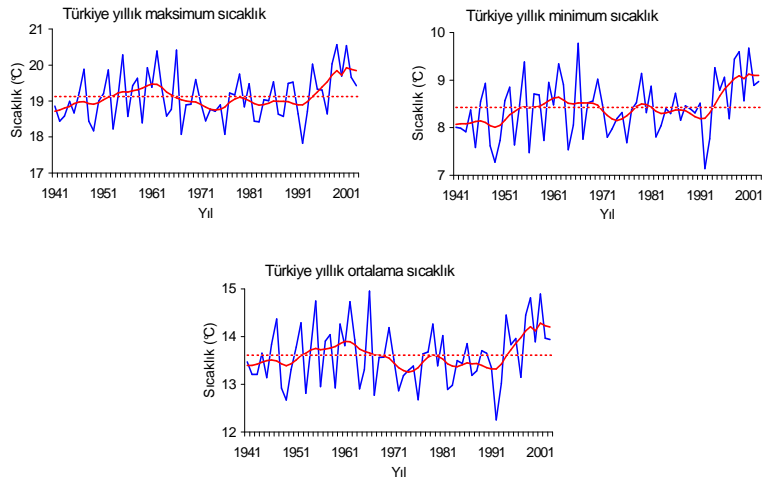 Türkiye yıllık maksimum sıcaklık
21
20
19
18
17
Sıcaklık (°C)
1941 1951 1961 1971 1981 1991 2001
Yıl
Türkiye yıllık minimum sıcaklık
10
9
8
7
Sıcaklık (°C)
1941 1951 1961 1971 1981 1991 2001
Yıl
Türkiye yıllık ortalama sıcaklık
15
14
13
12
Sıcaklık (°C)
1941 1951 1961 1971 1981 1991 2001
Yıl